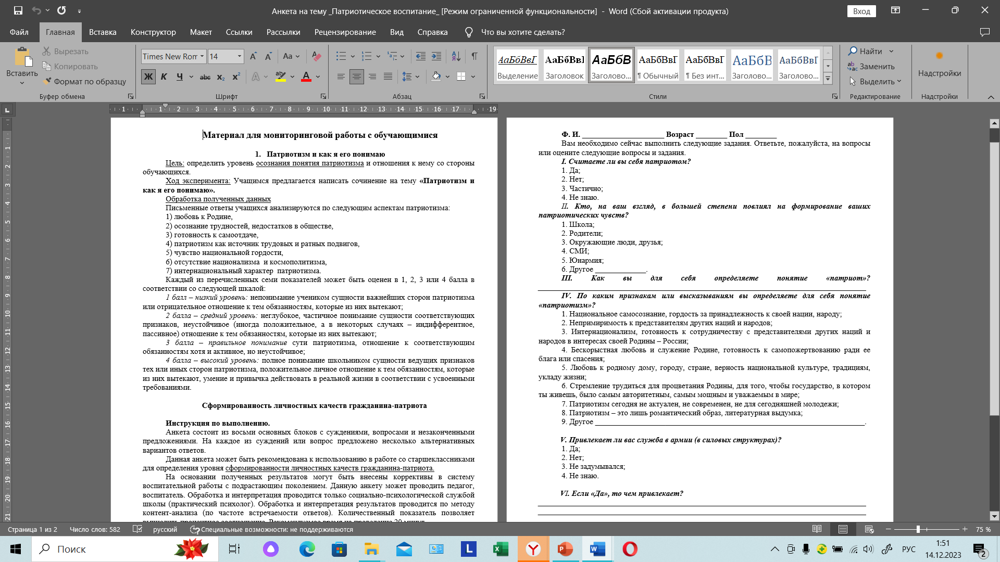 Анкета на тему _Патриотическое воспитание_ [Режим ограниченной функциональности] - Word (Сбой активации продукта)
Вход
Файл Главная Вставка Конструктор Макет Ссылки Рассылки Рецензирование Вид Справка Что вы хотите сделать?
Вставить
Вырезать
Копировать
Формат по образцу
Буфер обмена
Times New Ron 14
Aa
Ж К Ч abc x₂ x²
Шрифт
Абзац
АаБбВвГ АаБбВвІ АаБбВ АаБбВвГ АаБбВвГ АаБбВ АаБбВвГ
Выделение Заголовок Заголово... ¶ Обычный ¶ Без инт... Заголово... Заголово...
Стили
Найти
Заменить
Выделить
Редактирование
Надстройки
Надстройки
1 1 2 3 4 5 6 7 8 9 10 11 12 13 14 15 16 17 19
Материал для мониторинговой работы с обучающимися
1. Патриотизм и как я его понимаю
Цель: определить уровень осознания понятия патриотизма и отношения к нему со стороны
обучающихся.
Ход эксперимента: Учащимся предлагается написать сочинение на тему «Патриотизм и
как я его понимаю».
Обработка полученных данных
Письменные ответы учащихся анализируются по следующим аспектам патриотизма:
1) любовь к Родине,
2) осознание трудностей, недостатков в обществе,
3) готовность к самоотдаче,
4) патриотизм как источник трудовых и ратных подвигов,
5) чувство национальной гордости,
6) отсутствие национализма и космополитизма,
7) интернациональный характер патриотизма.
Каждый из перечисленных семи показателей может быть оценен в 1, 2, 3 или 4 балла в
соответствии со следующей шкалой:
1 балл – низкий уровень: непонимание учеником сущности важнейших сторон патриотизма
или отрицательное отношение к тем обязанностям, которые из них вытекают;
2 балла – средний уровень: неглубокое, частичное понимание сущности соответствующих
признаков, неустойчивое (иногда положительное, а в некоторых случаях – индифферентное,
пассивное) отношение к тем обязанностям, которые из них вытекают;
3 балла – правильное понимание сути патриотизма, отношение к соответствующим
обязанностям хотя и активное, но неустойчивое;
4 балла – высокий уровень: полное понимание школьником сущности ведущих признаков
тех или иных сторон патриотизма, положительное личное отношение к тем обязанностям, которые
из них вытекают, умение и привычка действовать в реальной жизни в соответствии с усвоенными
требованиями.
Сформированность личностных качеств гражданина-патриота
Инструкция по выполнению.
Анкета состоит из восьми основных блоков с суждениями, вопросами и незаконченными
предложениями. На каждое из суждений или вопрос предложено несколько альтернативных
вариантов ответов.
Данная анкета может быть рекомендована к использованию в работе со старшеклассниками
для определения уровня сформированности личностных качеств гражданина-патриота.
На основании полученных результатов могут быть внесены коррективы в систему
воспитательной работы с подрастающим поколением. Данную анкету может проводить педагог,
воспитатель. Обработка и интерпретация проводится только социально-психологической службой
школы (практический психолог). Обработка и интерпретация результатов проводится по методу
контент-анализа (по частоте встречаемости ответов). Количественный показатель позволяет
вычислить процентное соотношение. Рекомендуемое время на проведение 20 минут.
Ф. И. _____________________ Возраст ________ Пол ________
Вам необходимо сейчас выполнить следующие задания. Ответьте, пожалуйста, на вопросы
или оцените следующие вопросы и задания.
I. Считаете ли вы себя патриотом?
1. Да;
2. Нет;
3. Частично;
4. Не знаю.
II. Кто, на ваш взгляд, в большей степени повлиял на формирование ваших
патриотических чувств?
1. Школа;
2. Родители;
3. Окружающие люди, друзья;
4. СМИ;
5. Юнармия;
6. Другое _____________.
III. Как вы для себя определяете понятие «патриот»?
IV. По каким признакам или высказываниям вы определяете для себя понятие
«патриотизм»?
1. Национальное самосознание, гордость за принадлежность к своей нации, народу;
2. Непримиримость к представителям других наций и народов;
3. Интернационализм, готовность к сотрудничеству с представителями других наций и
народов в интересах своей Родины – России;
4. Бескорыстная любовь и служение Родине, готовность к самопожертвованию ради ее
блага или спасения;
5. Любовь к родному дому, городу, стране, верность национальной культуре, традициям,
укладу жизни;
6. Стремление трудиться для процветания Родины, для того, чтобы государство, в котором
ты живешь, было самым авторитетным, самым мощным и уважаемым в мире;
7. Патриотизм сегодня не актуален, не современен, не для сегодняшней молодежи;
8. Патриотизм – это лишь романтический образ, литературная выдумка;
9. Другое _____________________________________________________________________.
V. Привлекает ли вас служба в армии (в силовых структурах)?
1. Да;
2. Нет;
3. Не задумывался;
4. Не знаю.
VI. Если «Да», то чем привлекает?
Страница 1 из 2 Число слов: 582 русский Специальные возможности: не поддерживаются 75 %
Поиск
РУС
1:51
14.12.2023
2